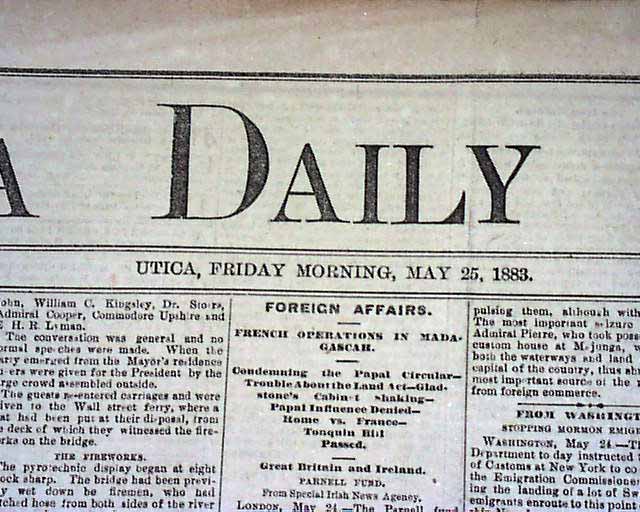 A DAILY
UTICA, FRIDAY MORNING, MAY 25, 1883.
John, William C. Kingsley, Dr. Storrs,
Admiral Cooper, Commodore Upshire and
H. R. Lyman.
The conversation was general and no
formal speeches were made. When the
party emerged from the Mayor's residence
cheers were given for the President by the
large crowd assembled outside.
The guests re-entered carriages and were
driven to the Wall street ferry, where a
boat had been put at their disposal, from
the deck of which they witnessed the fire-
works on the bridge.
THE FIREWORKS.
The pyrotechnic display began at eight
o'clock sharp. The bridge had been previ-
ously wet down be firemen, who had
stretched hose from both sides of the river
FOREIGN AFFAIRS.
FRENCH OPERATIONS IN MADA-
GASCAR.
Condemning the Papal Circular—
Trouble About the Land Act—Glad-
stone's Cabinet Shaking—
Papal Influence Denied—
Rome vs. France—
Tonquin Bill
Passed.
Great Britain and Ireland.
PARNELL FUND.
From Special Irish News Agency.
LONDON, May 24.—The Parnell fund
pulsing them, although with
The most important seizure
Admiral Pierre, who took posse
custom house at Majunga, w
both the waterways and land
capital of the country, thus ab
most important source of the
from foreign commerce.
FROM WASHINGT
STOPPING MORMON EMIG
WASHINGTON, May 24.—T
Department to day instructed t
of Customs at New York to co
the Emigration Commissioner
ing the landing of a lot of S
emigrants enroute to this point